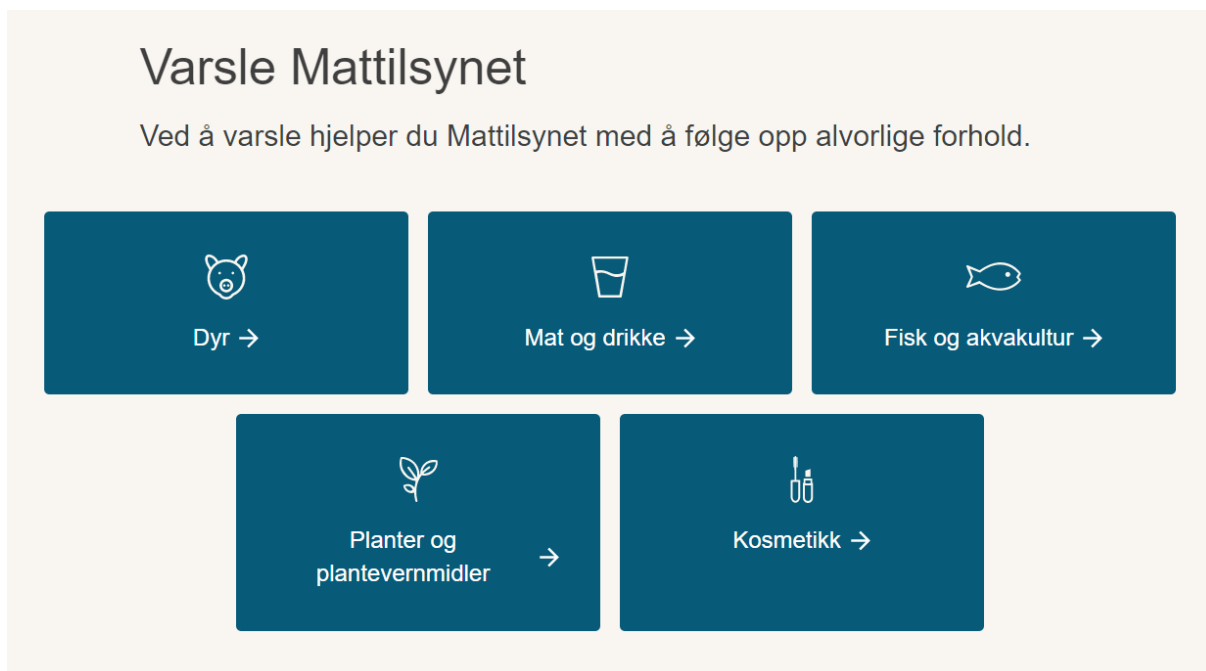 Varsle Mattilsynet
Ved å varsle hjelper du Mattilsynet med å følge opp alvorlige forhold.
Dyr →
Mat og drikke →
Fisk og akvakultur →
Planter og
plantevernmidler →
Kosmetikk →